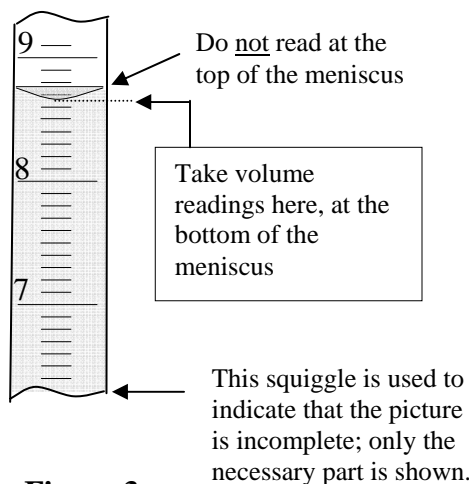 9
Do not read at the
top of the meniscus
8
Take volume
readings here, at the
bottom of the
meniscus
7
This squiggle is used to
indicate that the picture
is incomplete; only the
necessary part is shown.